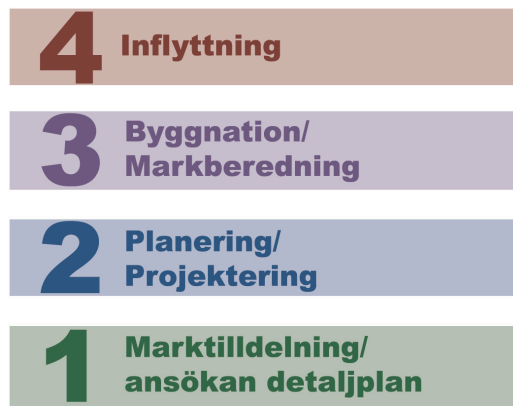 4 Inflyttning
3 Byggnation/
Markberedning
2 Planering/
Projektering
1 Marktilldelning/
ansökan detaljplan